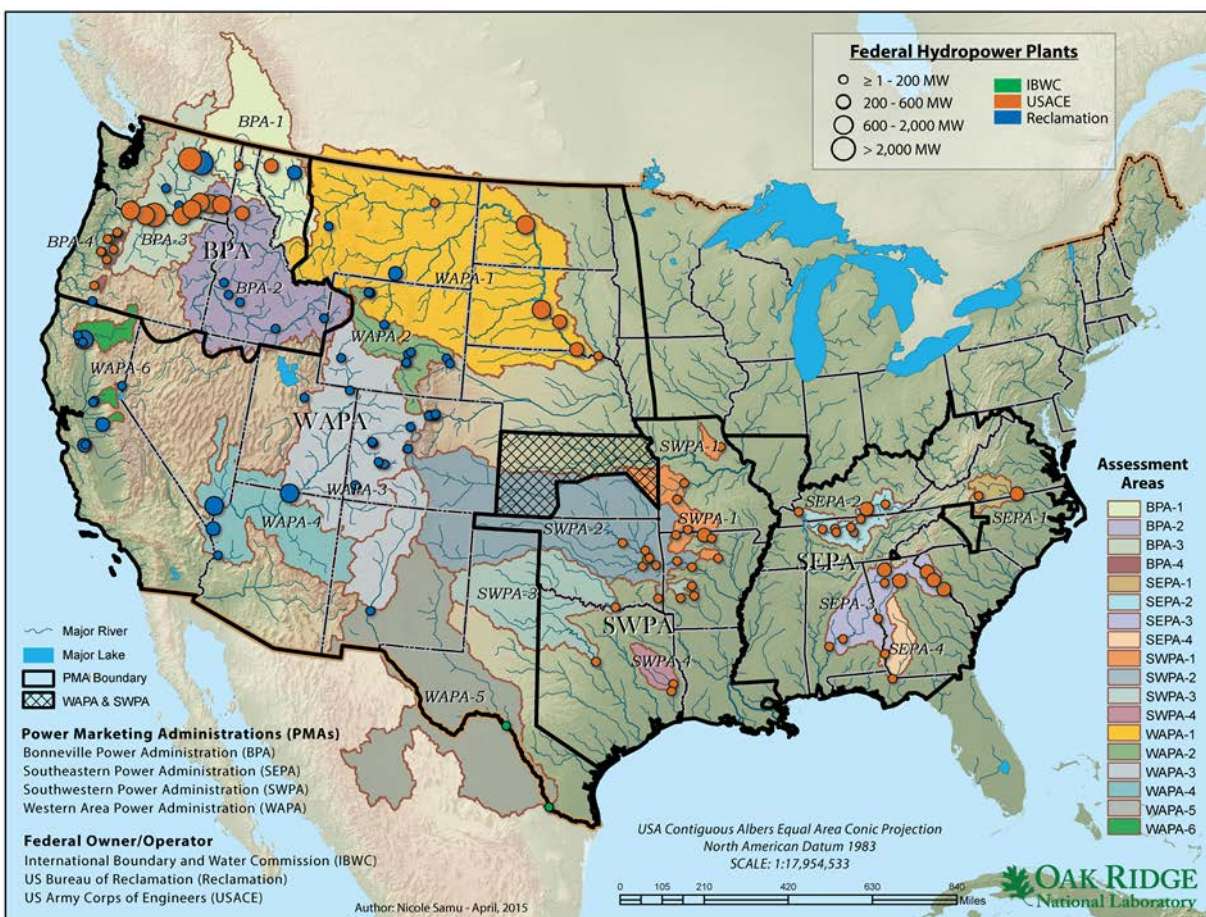 Federal Hydropower Plants
≥ 1 - 200 MW
200 - 600 MW
600 - 2,000 MW
> 2,000 MW
IBWC
USACE
Reclamation
BPA-1
BPA-4
BPA-3
BPA
BPA-2
WAPA-1
WAPA-2
WAPA-6
WAPA
WAPA-3
WAPA-4
WAPA-5
SWPA-1
SWPA-2
SWPA-1
SWPA-3
SWPA
SWPA-4
SEPA-2
SEPA-1
SEPA
SEPA-3
SEPA-4
Assessment
Areas
BPA-1
BPA-2
BPA-3
BPA-4
SEPA-1
SEPA-2
SEPA-3
SEPA-4
SWPA-1
SWPA-2
SWPA-3
SWPA-4
WAPA-1
WAPA-2
WAPA-3
WAPA-4
WAPA-5
WAPA-6
Major River
Major Lake
PMA Boundary
WAPA & SWPA
Power Marketing Administrations (PMAs)
Bonneville Power Administration (BPA)
Southeastern Power Administration (SEPA)
Southwestern Power Administration (SWPA)
Western Area Power Administration (WAPA)
Federal Owner/Operator
International Boundary and Water Commission (IBWC)
US Bureau of Reclamation (Reclamation)
US Army Corps of Engineers (USACE)
Author: Nicole Samu - April, 2015
USA Contiguous Albers Equal Area Conic Projection
North American Datum 1983
SCALE: 1:17,954,533
0 105 210 420 630 840
Miles
OAK RIDGE
National Laboratory